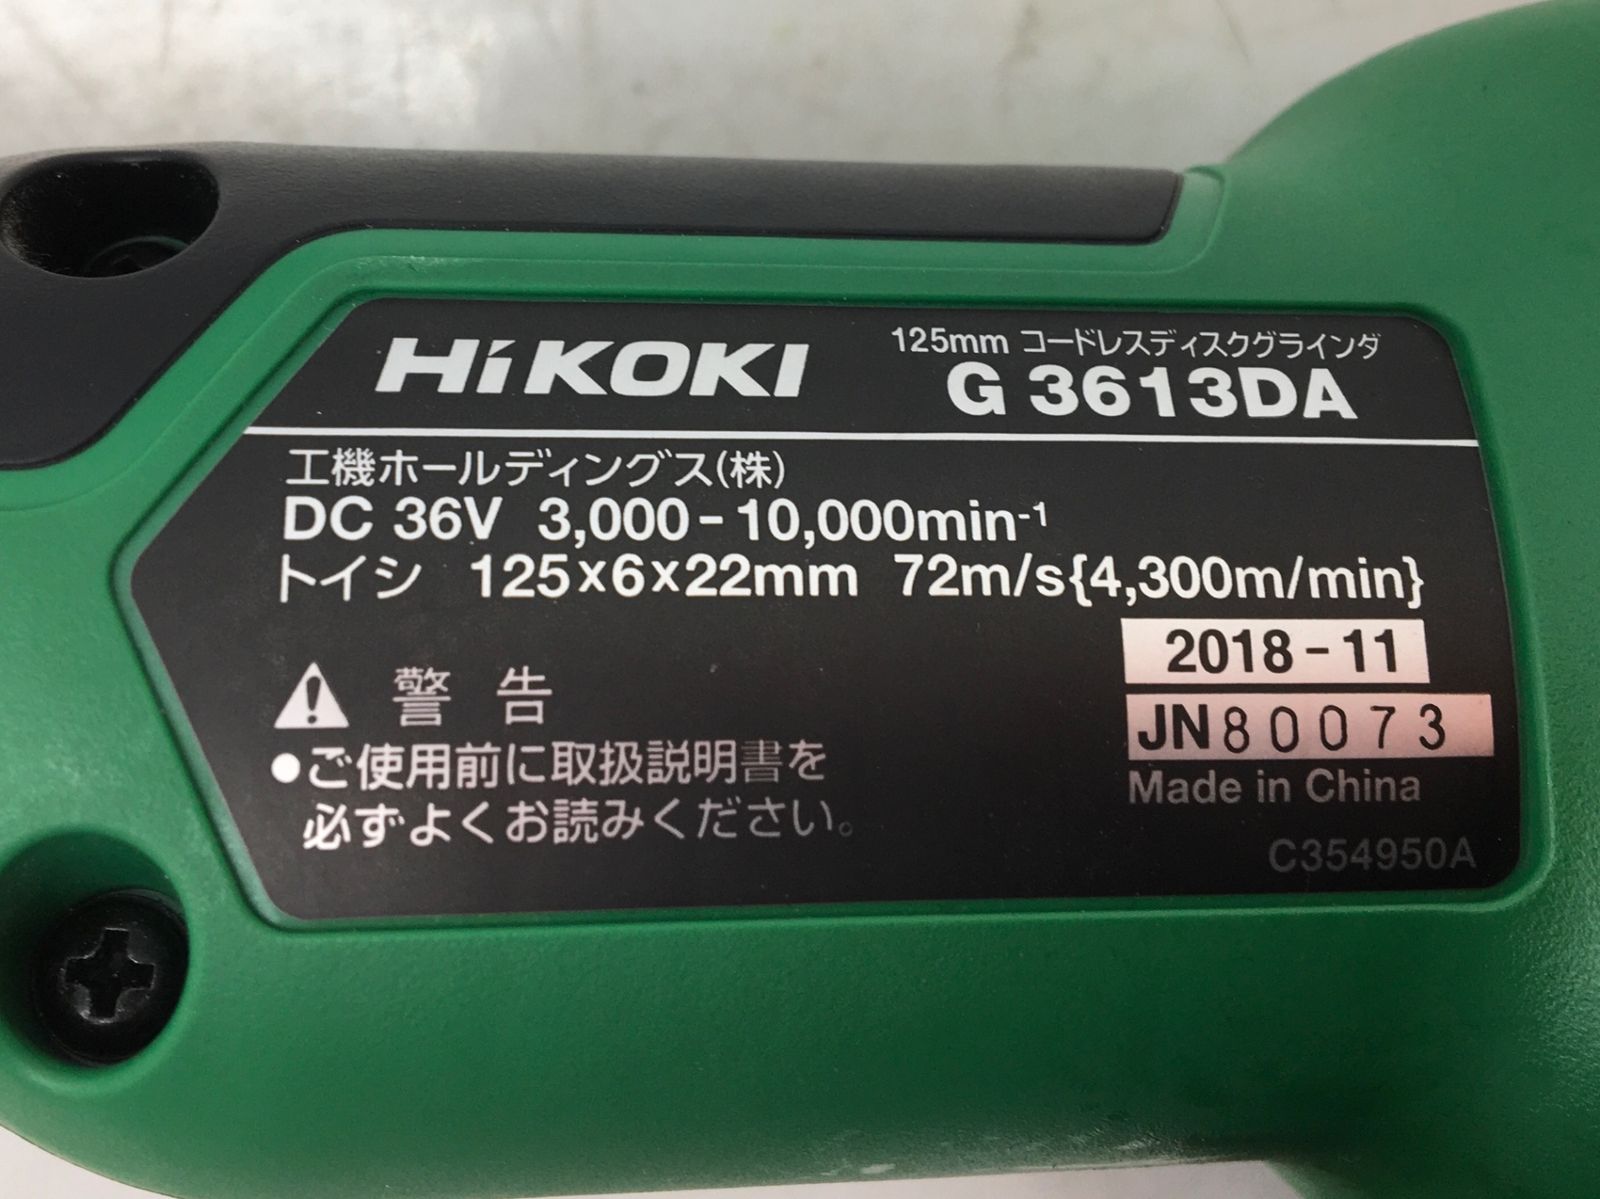 HiKOKI
125mm コードレスディスクグラインダ
G 3613DA
工機ホールディングス(株)
DC 36V 3,000-10,000min⁻¹
トイシ 125×6×22mm 72m/s{4,300m/min}
2018-11
JN80073
Made in China
C354950A
警告
●ご使用前に取扱説明書を
必ずよくお読みください。